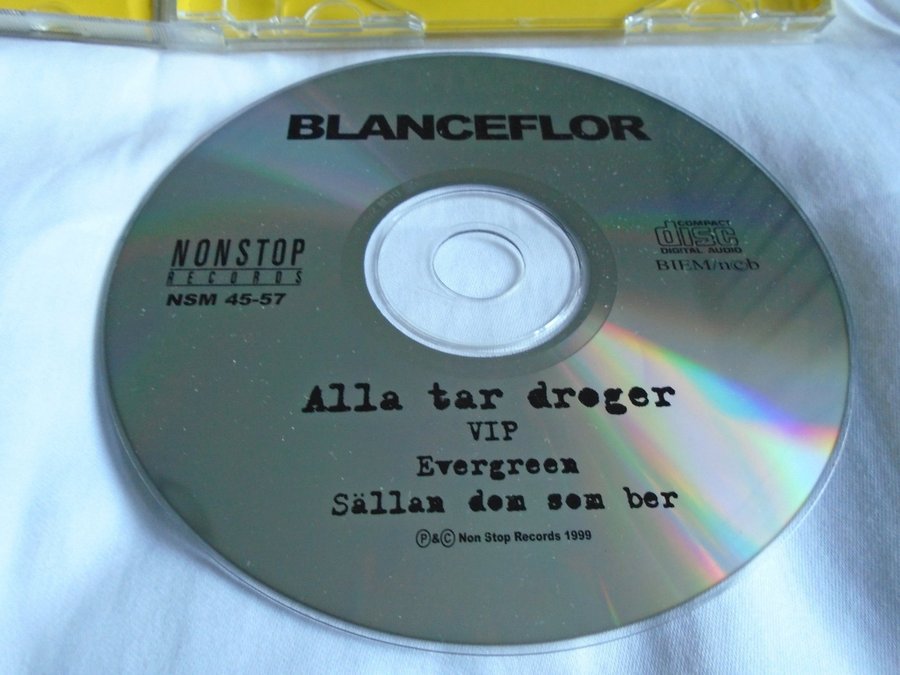 BLANCEFLOR
NONSTOP
RECORDS
NSM 45-57
COMPACT
disc
DIGITAL AUDIO
BIEM/n©b
Alla tar droger
VIP
Evergreen
Sällan dom som ber
Ⓟ&© Non Stop Records 1999